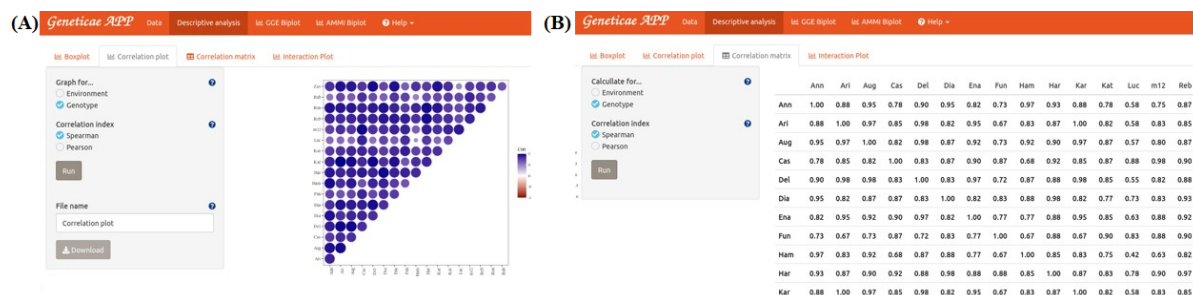 (A)
Geneticae APP Data Descriptive analysis GGE Biplot AMMI Biplot Help
Boxplot Correlation plot Correlation matrix Interaction Plot
Graph for...
Environment
Genotype
Correlation index
Spearman
Pearson
Run
File name
Correlation plot
Download
(B)
Geneticae APP Data Descriptive analysis GGE Biplot AMMI Biplot Help
Boxplot Correlation plot Correlation matrix Interaction Plot
Calcullate for...
Environment
Genotype
Correlation index
Spearman
Pearson
Run
Ann Ari Aug Cas Del Dia Ena Fun Ham Har Kar Kat Luc m12 Reb
Ann 1.00 0.88 0.95 0.78 0.90 0.95 0.82 0.73 0.97 0.93 0.88 0.78 0.58 0.75 0.87
Ari 0.88 1.00 0.97 0.85 0.98 0.82 0.95 0.67 0.83 0.87 1.00 0.82 0.58 0.83 0.85
Aug 0.95 0.97 1.00 0.82 0.98 0.87 0.92 0.73 0.92 0.90 0.97 0.87 0.57 0.80 0.87
Cas 0.78 0.85 0.82 1.00 0.83 0.87 0.90 0.87 0.68 0.92 0.85 0.87 0.88 0.98 0.90
Del 0.90 0.98 0.98 0.83 1.00 0.83 0.97 0.72 0.87 0.88 0.98 0.85 0.55 0.82 0.88
Dia 0.95 0.82 0.87 0.87 0.83 1.00 0.82 0.83 0.88 0.98 0.82 0.77 0.73 0.83 0.93
Ena 0.82 0.95 0.92 0.90 0.97 0.82 1.00 0.77 0.77 0.88 0.95 0.85 0.63 0.88 0.92
Fun 0.73 0.67 0.73 0.87 0.72 0.83 0.77 1.00 0.67 0.88 0.67 0.90 0.83 0.88 0.90
Ham 0.97 0.83 0.92 0.68 0.87 0.88 0.77 0.67 1.00 0.85 0.83 0.75 0.42 0.63 0.82
Har 0.93 0.87 0.90 0.92 0.88 0.98 0.88 0.88 0.85 1.00 0.87 0.83 0.78 0.90 0.97
Kar 0.88 1.00 0.97 0.85 0.98 0.82 0.95 0.67 0.83 0.87 1.00 0.82 0.58 0.83 0.85